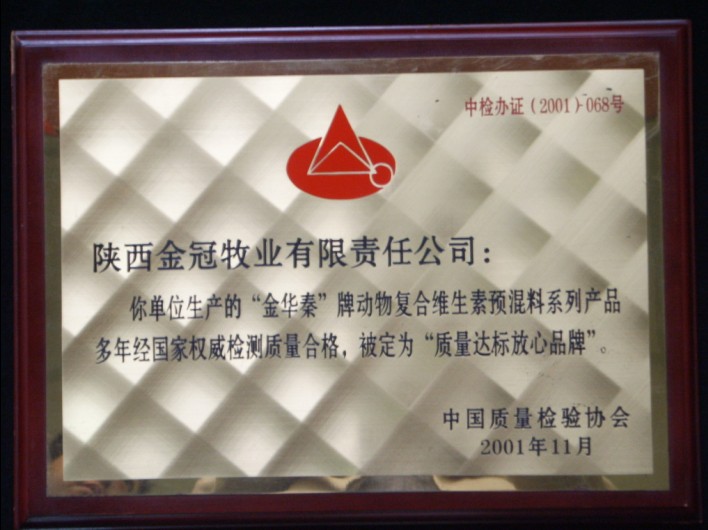 中检办证(2001)-068号
陕西金冠牧业有限责任公司：
你单位生产的“金华秦”牌动物复合维生素预混料系列产品
多年经国家权威检测质量合格，被定为“质量达标放心品牌”。
中国质量检验协会
2001年11月